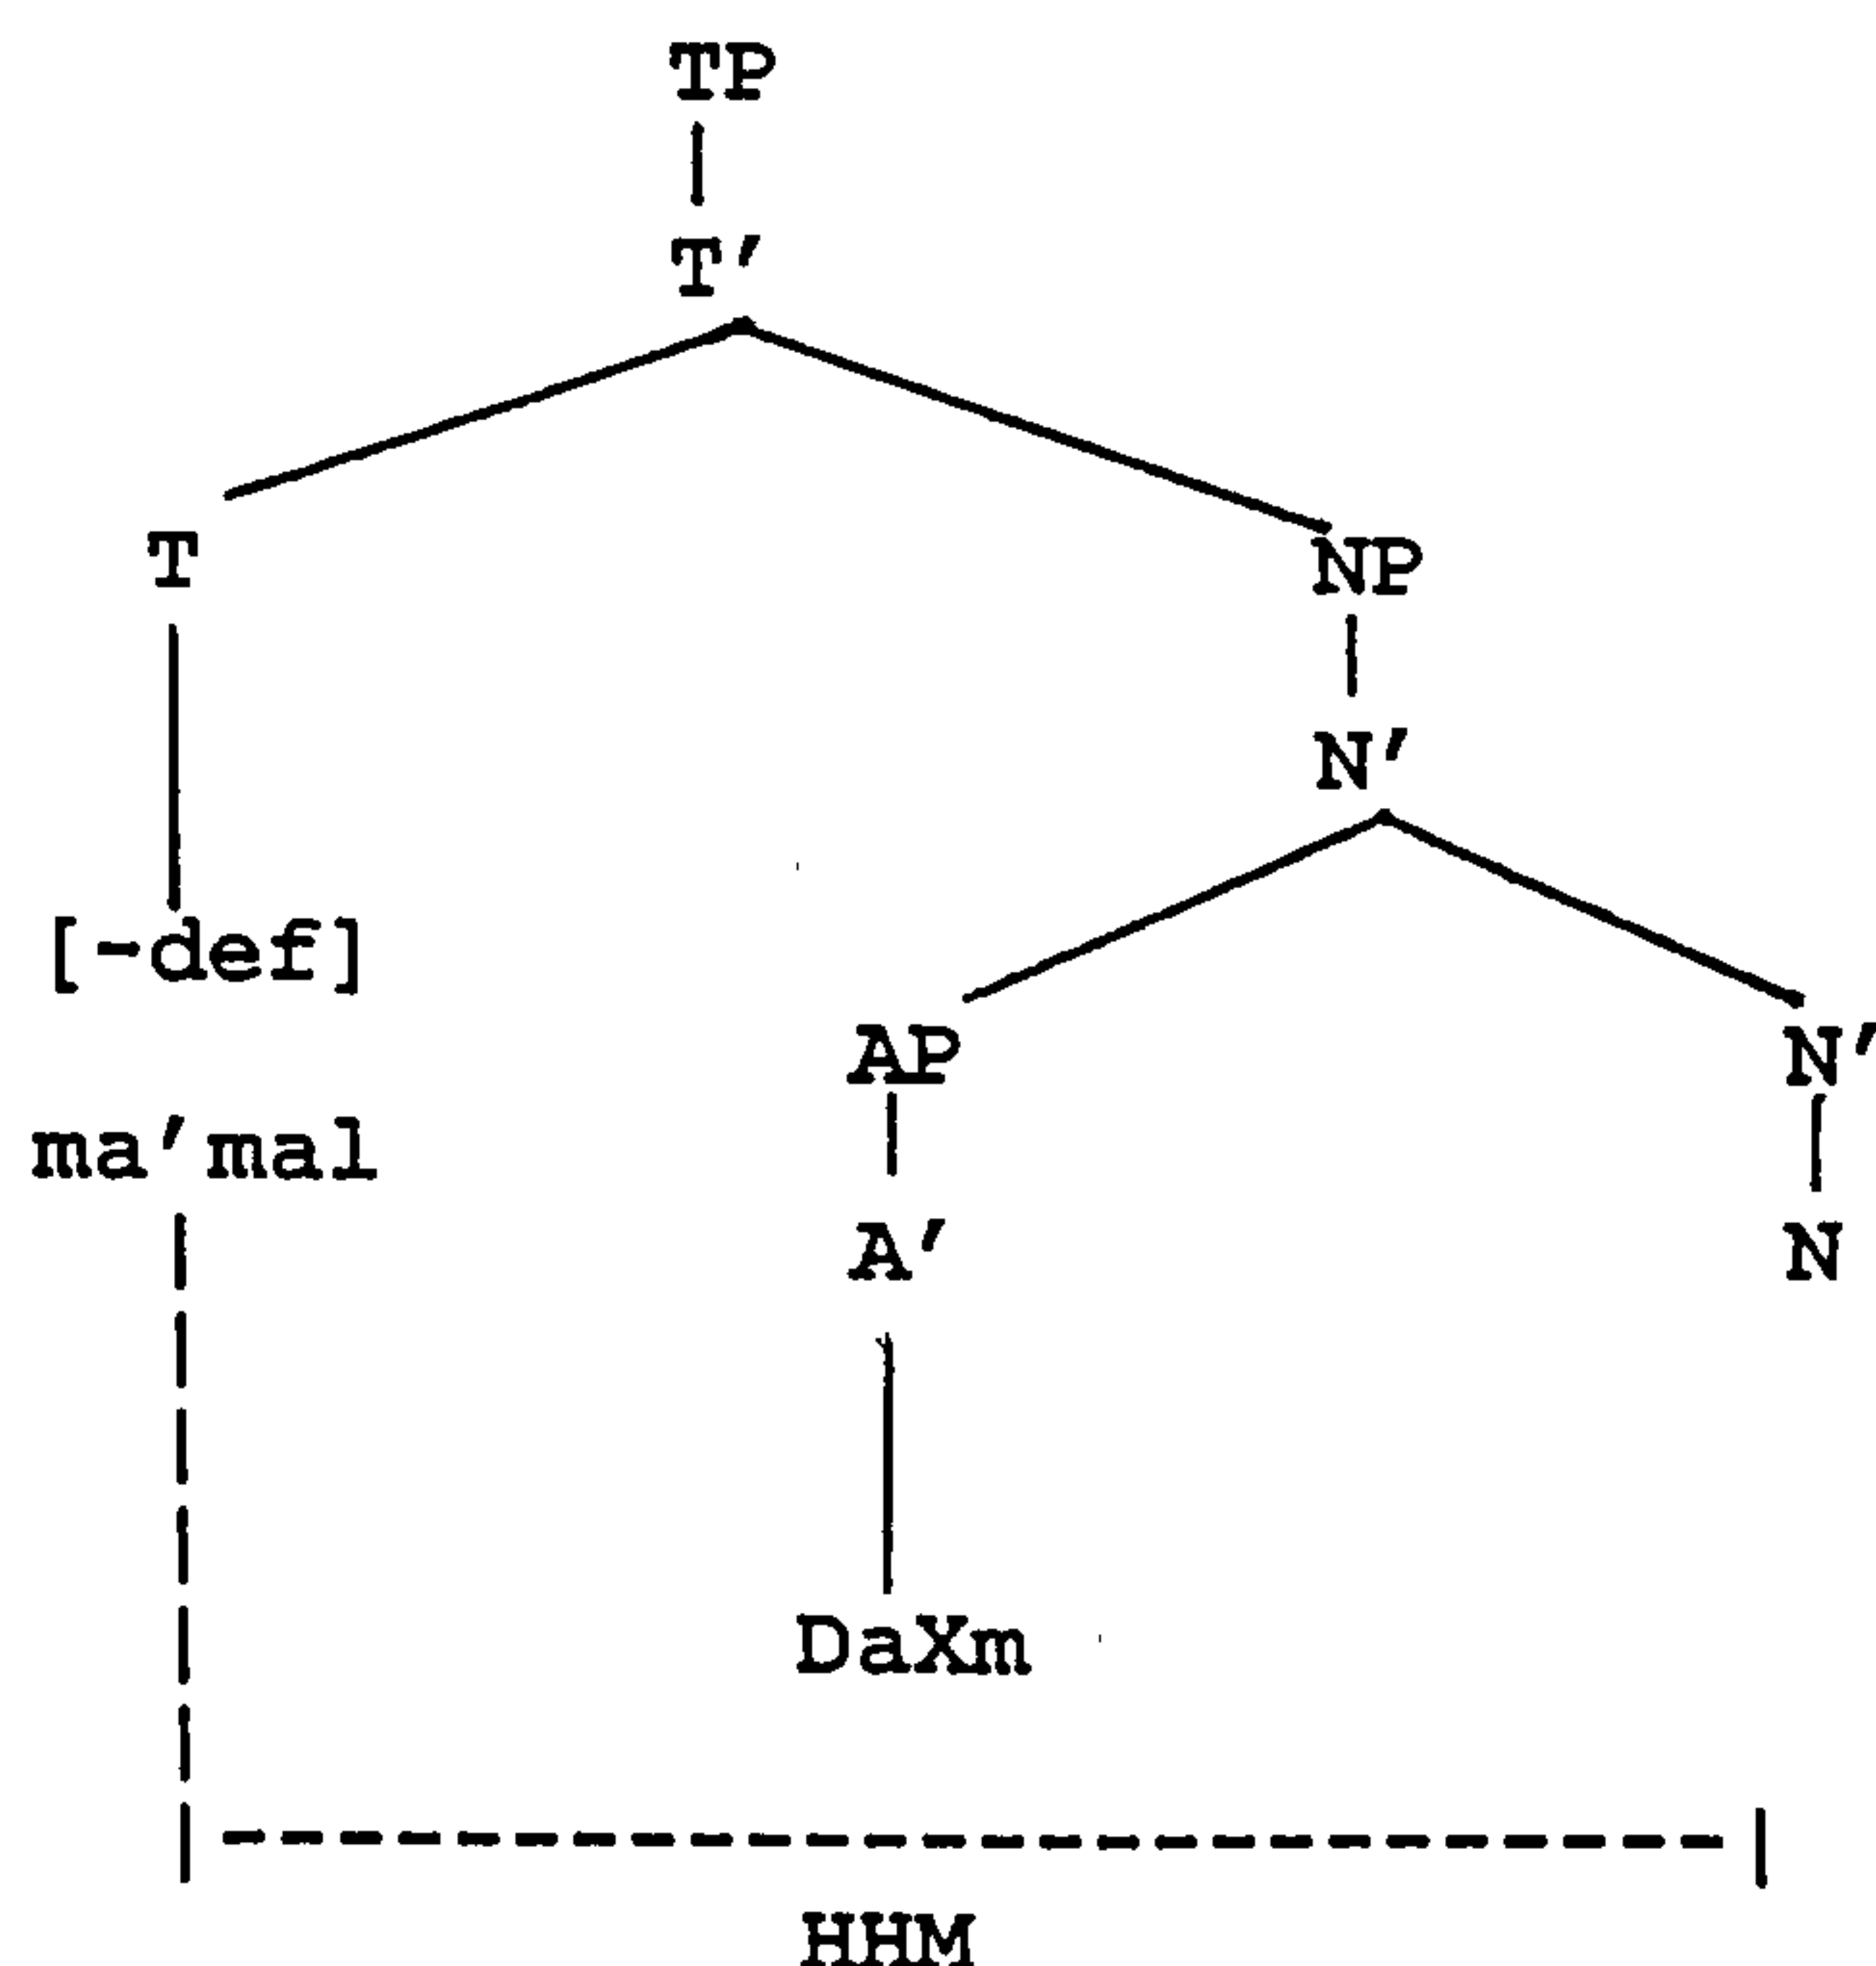 TP
T'
T NP
N'
[-def]
AP N'
ma'mal
A' N
DaXm
HHM